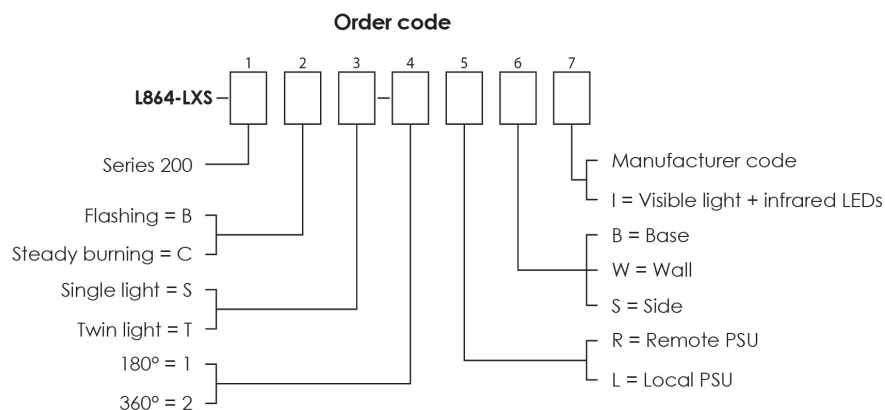 Order code
1 2 3 4 5 6 7
L864-LXS – –
Series 200
Flashing = B
Steady burning = C
Single light = S
Twin light = T
180° = 1
360° = 2
Manufacturer code
I = Visible light + infrared LEDs
B = Base
W = Wall
S = Side
R = Remote PSU
L = Local PSU